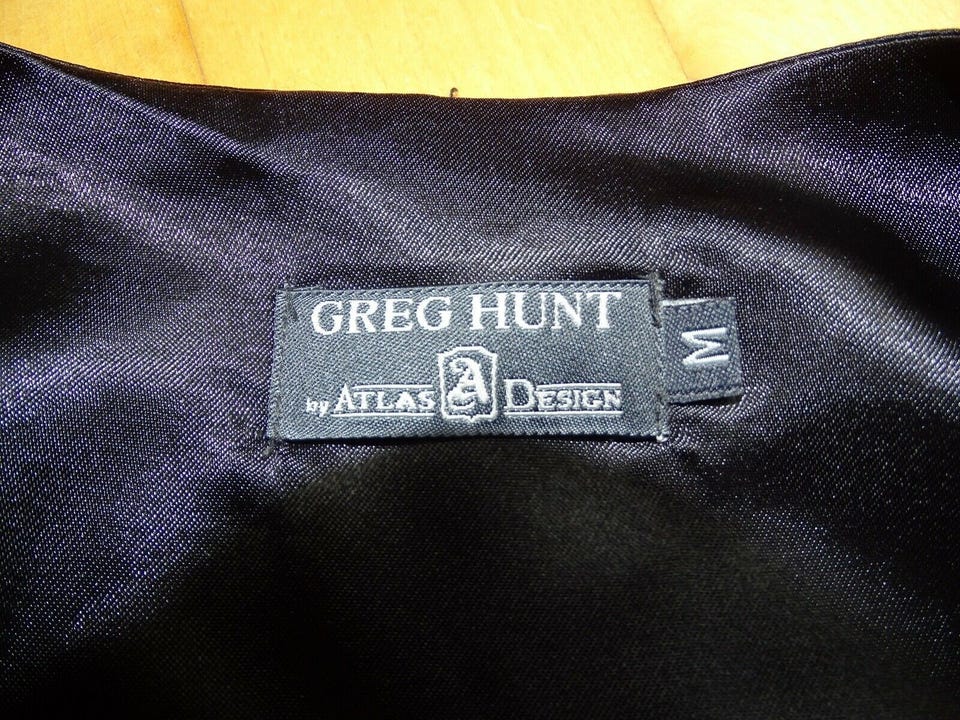 GREG HUNT
by ATLAS A DESIGN
M